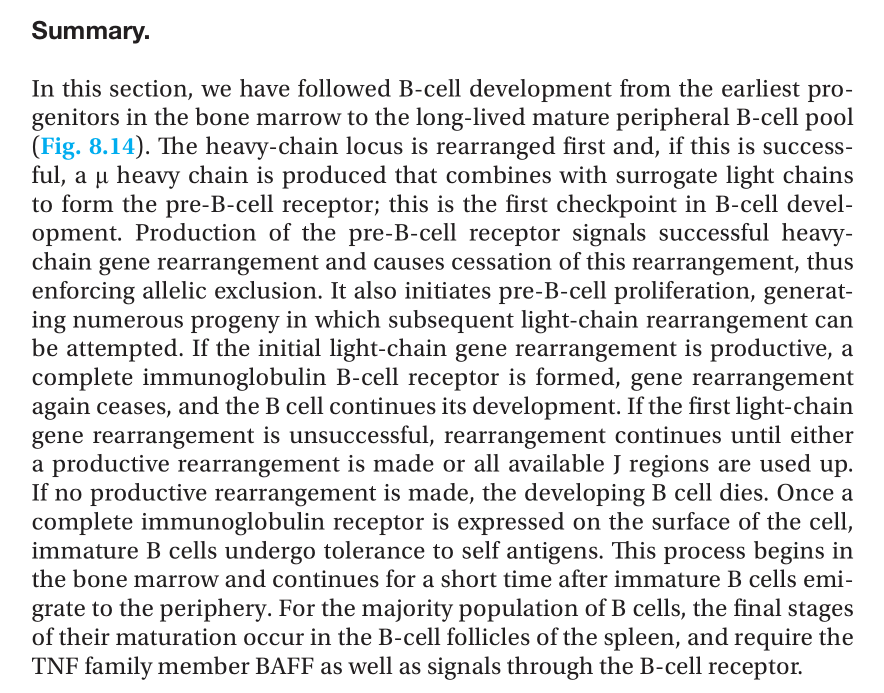 Summary.
In this section, we have followed B-cell development from the earliest pro-
genitors in the bone marrow to the long-lived mature peripheral B-cell pool
(Fig. 8.14). The heavy-chain locus is rearranged first and, if this is success-
ful, a μ heavy chain is produced that combines with surrogate light chains
to form the pre-B-cell receptor; this is the first checkpoint in B-cell devel-
opment. Production of the pre-B-cell receptor signals successful heavy-
chain gene rearrangement and causes cessation of this rearrangement, thus
enforcing allelic exclusion. It also initiates pre-B-cell proliferation, generat-
ing numerous progeny in which subsequent light-chain rearrangement can
be attempted. If the initial light-chain gene rearrangement is productive, a
complete immunoglobulin B-cell receptor is formed, gene rearrangement
again ceases, and the B cell continues its development. If the first light-chain
gene rearrangement is unsuccessful, rearrangement continues until either
a productive rearrangement is made or all available J regions are used up.
If no productive rearrangement is made, the developing B cell dies. Once a
complete immunoglobulin receptor is expressed on the surface of the cell,
immature B cells undergo tolerance to self antigens. This process begins in
the bone marrow and continues for a short time after immature B cells emi-
grate to the periphery. For the majority population of B cells, the final stages
of their maturation occur in the B-cell follicles of the spleen, and require the
TNF family member BAFF as well as signals through the B-cell receptor.